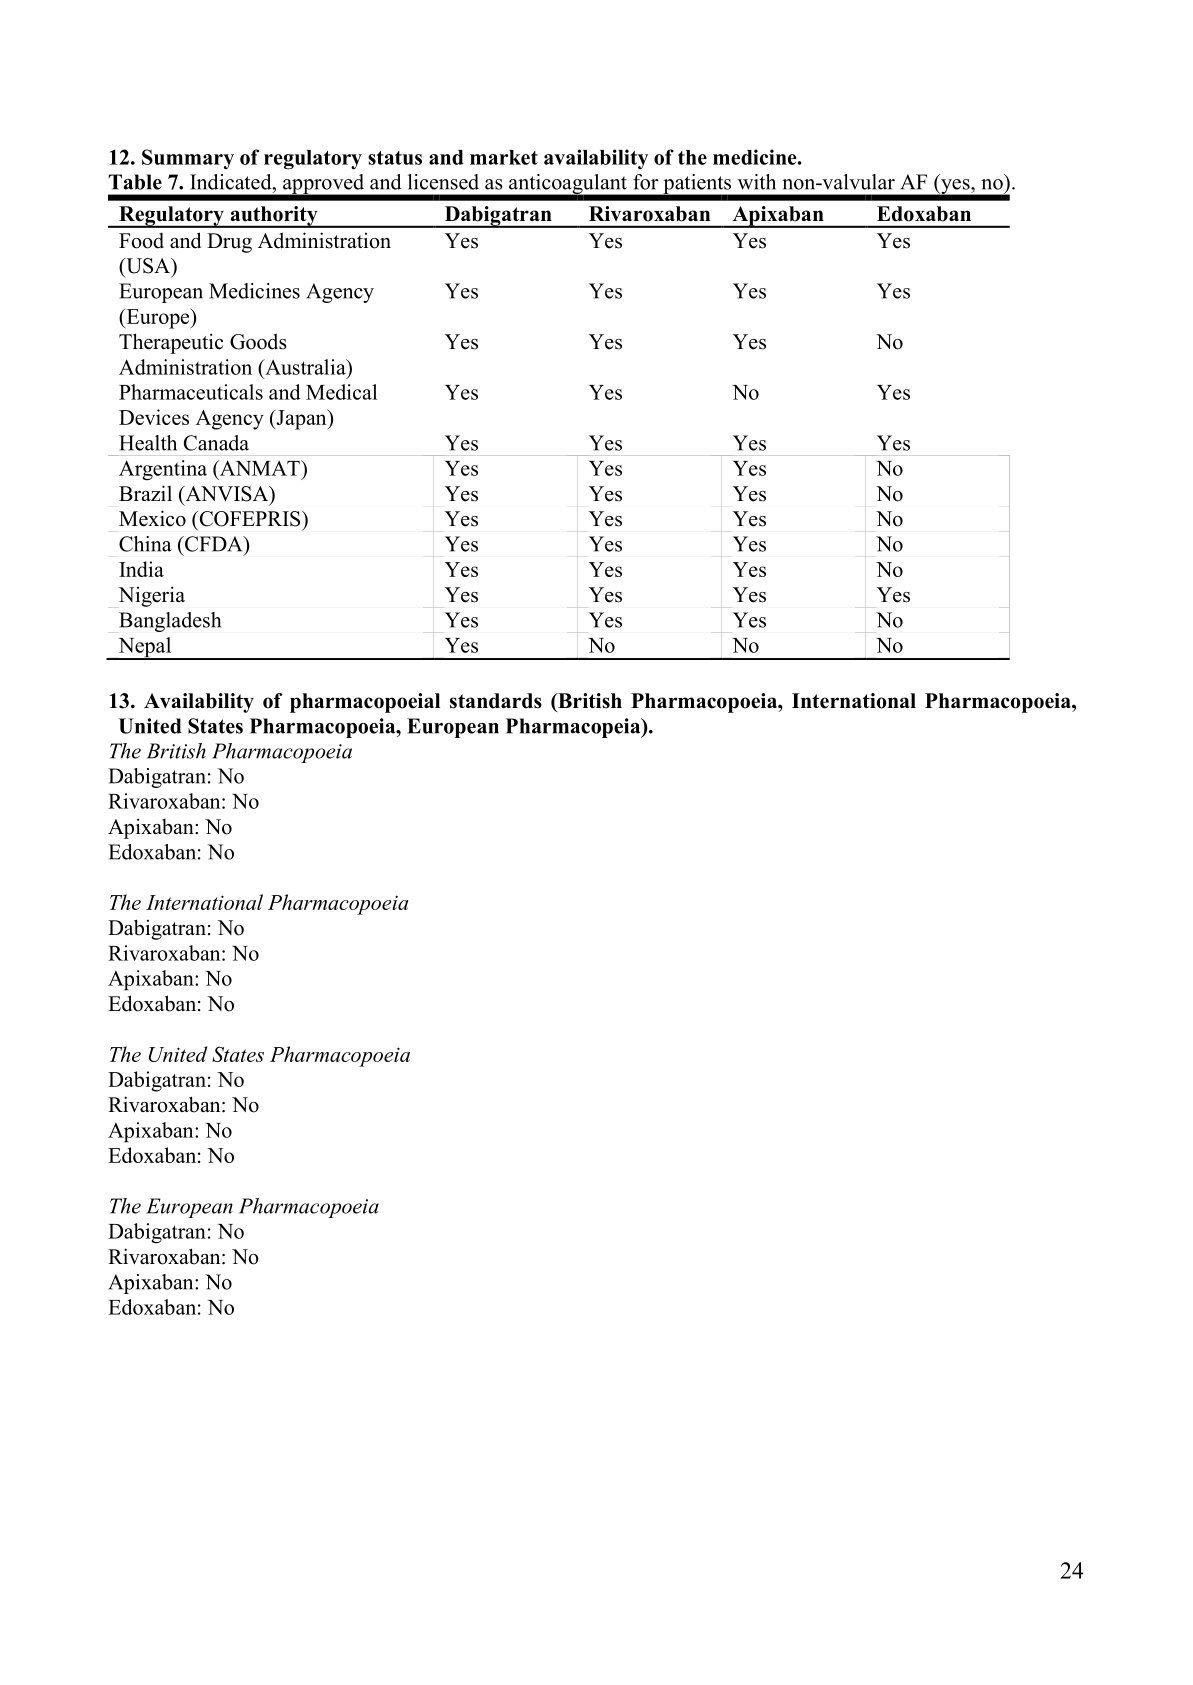 12. Summary of regulatory status and market availability of the medicine.
Table 7. Indicated, approved and licensed as anticoagulant for patients with non-valvular AF (yes, no).
Regulatory authority Dabigatran Rivaroxaban Apixaban Edoxaban
Food and Drug Administration Yes Yes Yes Yes
(USA)
European Medicines Agency Yes Yes Yes Yes
(Europe)
Therapeutic Goods Yes Yes Yes No
Administration (Australia)
Pharmaceuticals and Medical Yes Yes No Yes
Devices Agency (Japan)
Health Canada Yes Yes Yes Yes
Argentina (ANMAT) Yes Yes Yes No
Brazil (ANVISA) Yes Yes Yes No
Mexico (COFEPRIS) Yes Yes Yes No
China (CFDA) Yes Yes Yes No
India Yes Yes Yes No
Nigeria Yes Yes Yes Yes
Bangladesh Yes Yes Yes No
Nepal Yes No No No
13. Availability of pharmacopoeial standards (British Pharmacopoeia, International Pharmacopoeia,
United States Pharmacopoeia, European Pharmacopeia).
The British Pharmacopoeia
Dabigatran: No
Rivaroxaban: No
Apixaban: No
Edoxaban: No
The International Pharmacopoeia
Dabigatran: No
Rivaroxaban: No
Apixaban: No
Edoxaban: No
The United States Pharmacopoeia
Dabigatran: No
Rivaroxaban: No
Apixaban: No
Edoxaban: No
The European Pharmacopoeia
Dabigatran: No
Rivaroxaban: No
Apixaban: No
Edoxaban: No
24